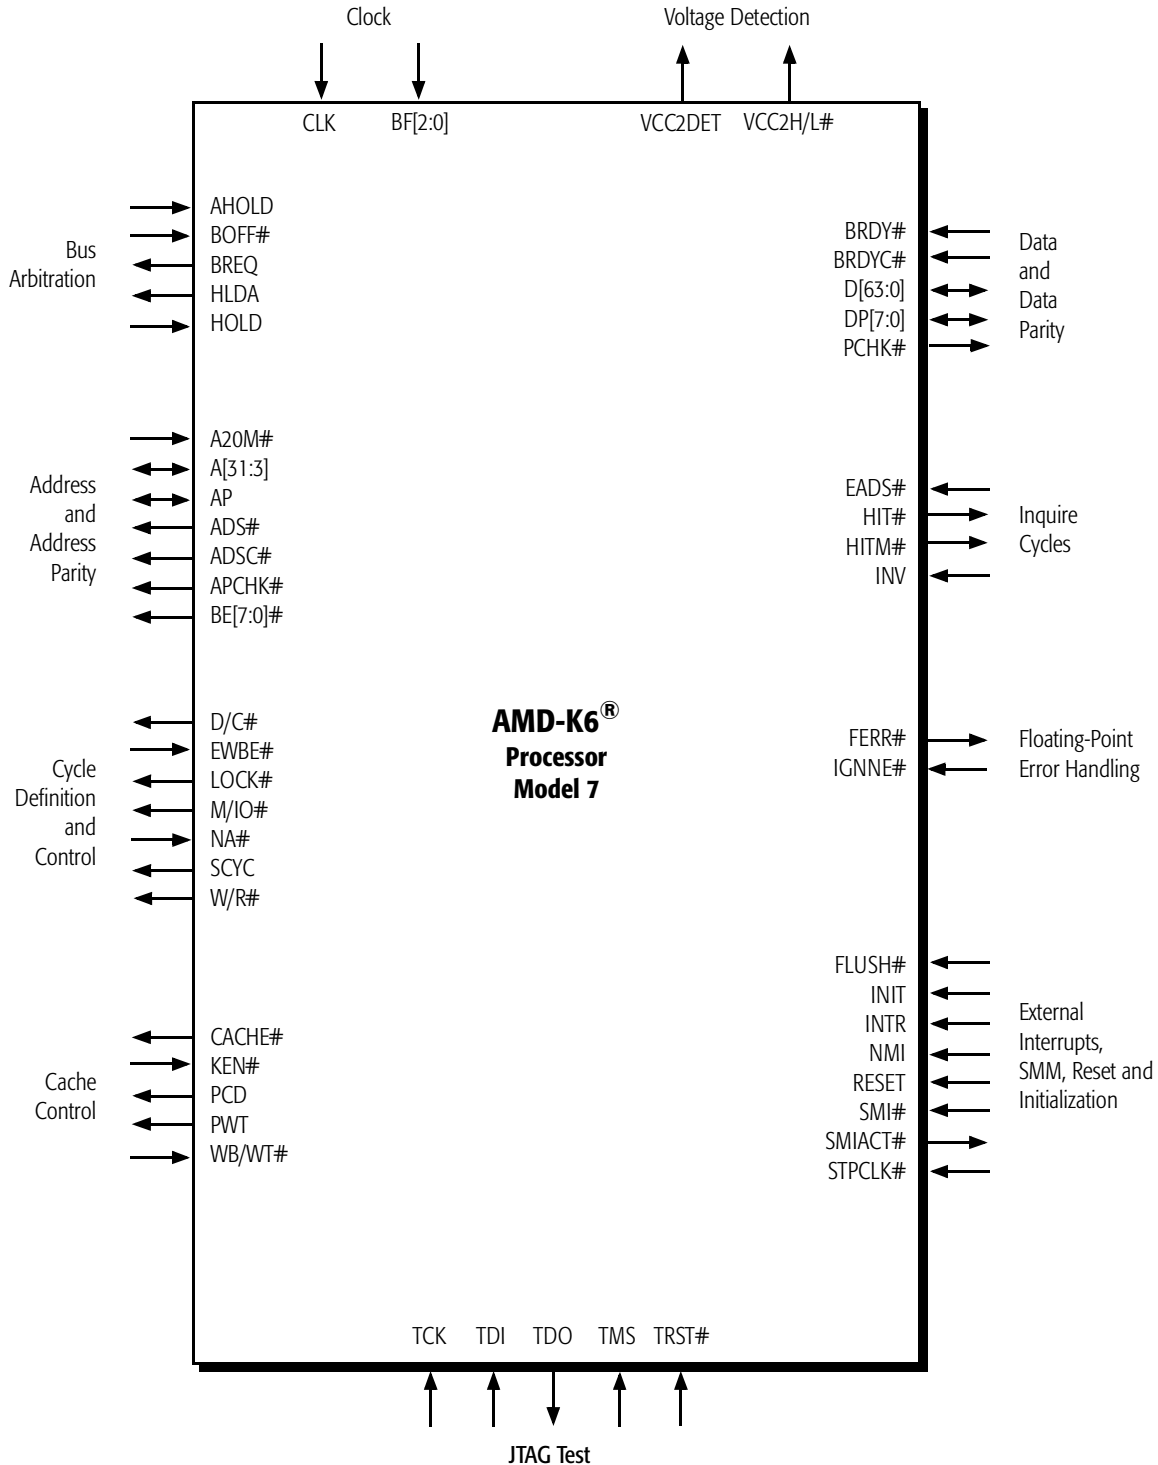 Clock
Voltage Detection
CLK
BF[2:0]
VCC2DET
VCC2H/L#
Bus
Arbitration
AHOLD
BOFF#
BREQ
HLDA
HOLD
Address
and
Address
Parity
A20M#
A[31:3]
AP
ADS#
ADSC#
APCHK#
BE[7:0]#
Cycle
Definition
and
Control
D/C#
EWBE#
LOCK#
M/IO#
NA#
SCYC
W/R#
Cache
Control
CACHE#
KEN#
PCD
PWT
WB/WT#
AMD-K6®
Processor
Model 7
BRDY#
BRDYC#
D[63:0]
DP[7:0]
PCHK#
Data
and
Data
Parity
EADS#
HIT#
HITM#
INV
Inquire
Cycles
FERR#
IGNNE#
Floating-Point
Error Handling
FLUSH#
INIT
INTR
NMI
RESET
SMI#
SMIACT#
STPCLK#
External
Interrupts,
SMM, Reset and
Initialization
TCK
TDI
TDO
TMS
TRST#
JTAG Test